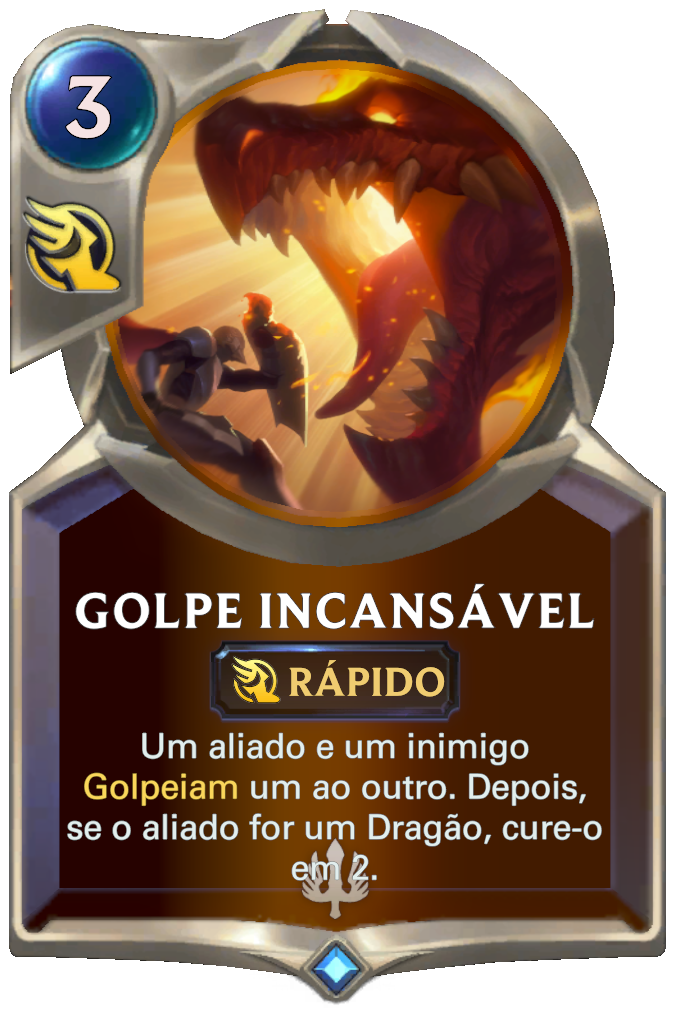 3
GOLPE INCANSÁVEL
RÁPIDO
Um aliado e um inimigo
Golpeiam um ao outro. Depois,
se o aliado for um Dragão, cure-o
em 2.